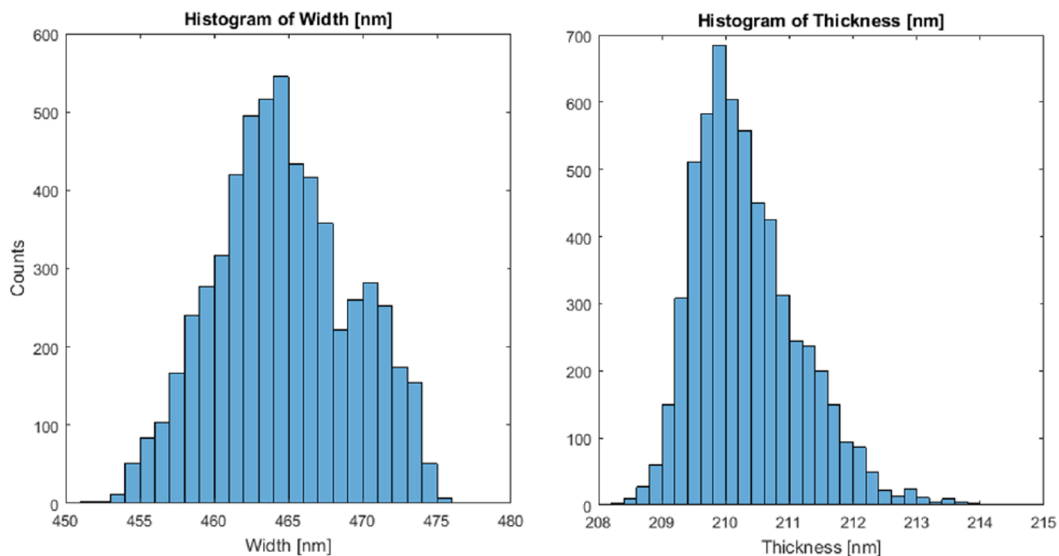 Histogram of Width [nm]
600
500
400
300
200
100
0
Counts
450 455 460 465 470 475 480
Width [nm]
Histogram of Thickness [nm]
700
600
500
400
300
200
100
0
208 209 210 211 212 213 214 215
Thickness [nm]